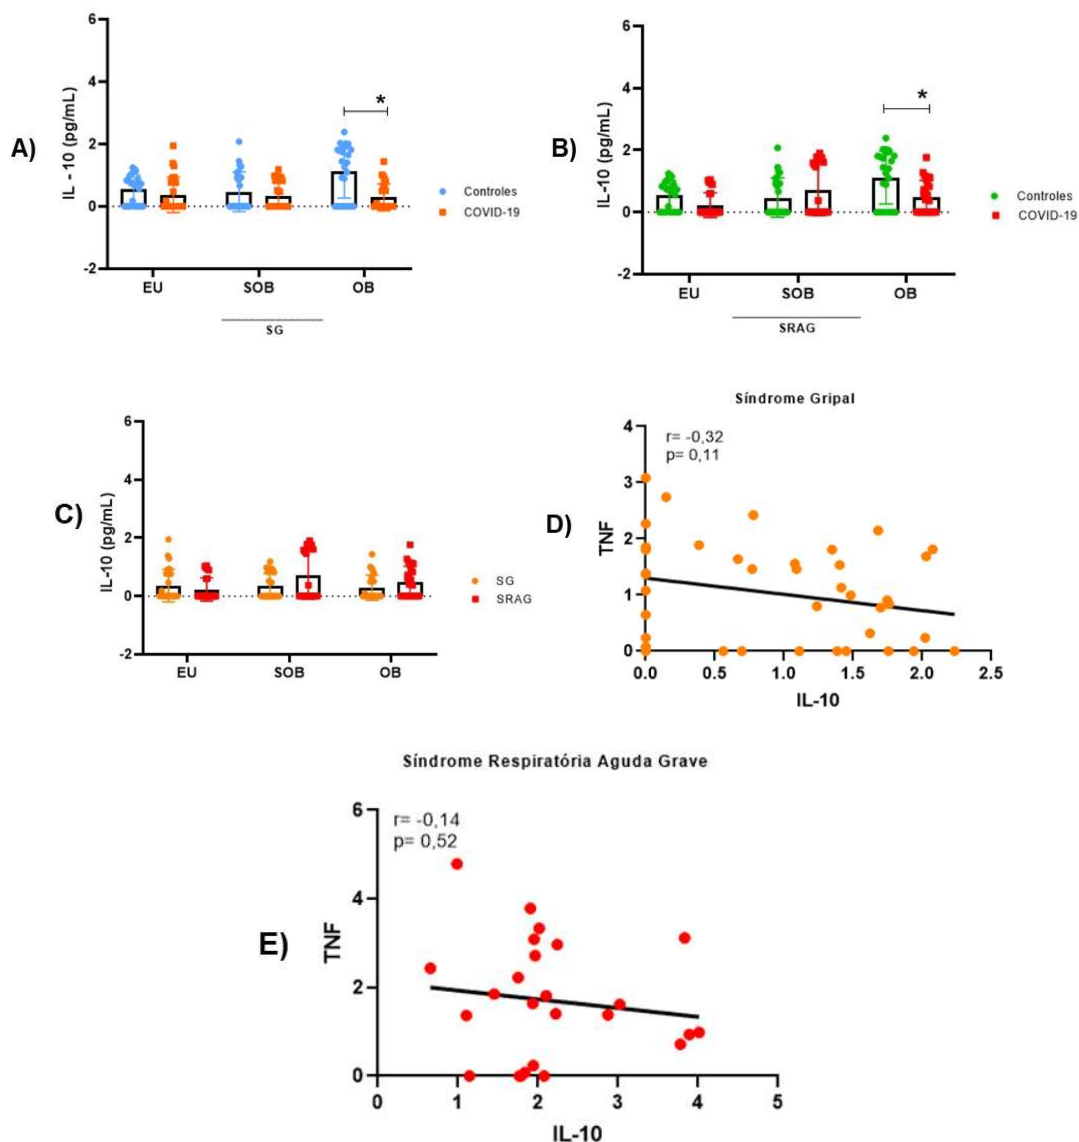 A)
IL - 10 (pg/mL)
6
4
2
0
-2
*
EU SOB OB
SG
Controles
COVID-19
B)
IL-10 (pg/mL)
6
4
2
0
-2
*
EU SOB OB
SRAG
Controles
COVID-19
C)
IL-10 (pg/mL)
6
4
2
0
-2
EU SOB OB
SG
SRAG
Síndrome Gripal
D)
TNF
4
3
2
1
0
r= -0,32
p= 0,11
0.0 0.5 1.0 1.5 2.0 2.5
IL-10
Síndrome Respiratória Aguda Grave
E)
TNF
6
4
2
0
r= -0,14
p= 0,52
0 1 2 3 4 5
IL-10